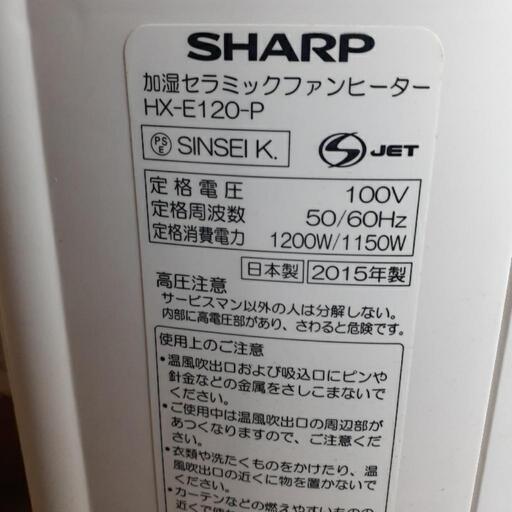 SHARP
加湿セラミックファンヒーター
HX-E120-P
PSE SINSEI K. S JET
定格電圧 100V
定格周波数 50/60Hz
定格消費電力 1200W/1150W
日本製 2015年製
高圧注意
サービスマン以外の人は分解しない。
内部に高電圧部があり、さわると危険です。
使用上のご注意
•温風吹出口および吸込口にピンや
針金などの金属をさしこまないで
ください。
•ご使用中は温風吹出口の周辺部が
あつくなりますので、ご注意くだ
さい。
•衣類や洗たくものをかけたり、温
風吹出口の近くに物を置かないで
ください。
•カーテンなどの燃えやすいものの
近くで使